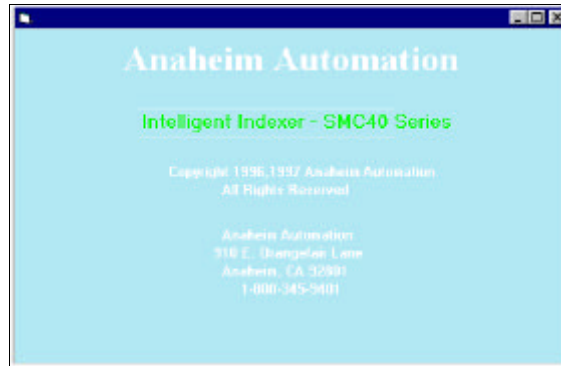 Anaheim Automation
Intelligent Indexer - SMC40 Series
Copyright 1996,1997 Anaheim Automation
All Rights Reserved
Anaheim Automation
910 E. Orangefair Lane
Anaheim, CA 92801
1-800-345-9401